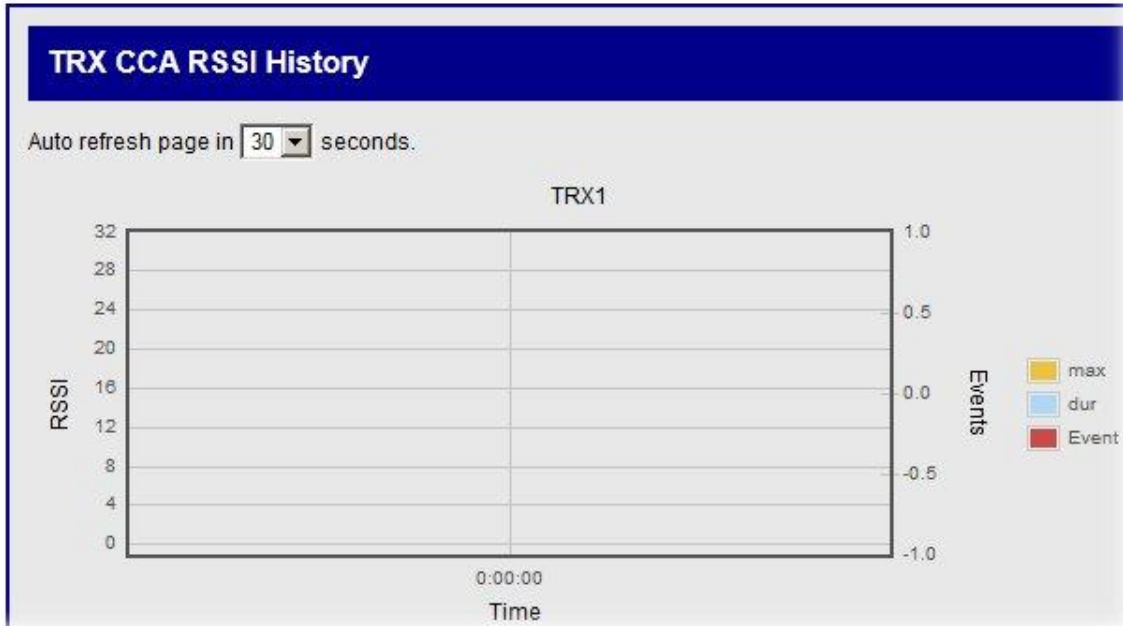 TRX CCA RSSI History
Auto refresh page in 30 seconds.
TRX1
32
28
24
20
16
12
8
4
0
RSSI
1.0
0.5
0.0
-0.5
-1.0
Events
max
dur
Event
0:00:00
Time